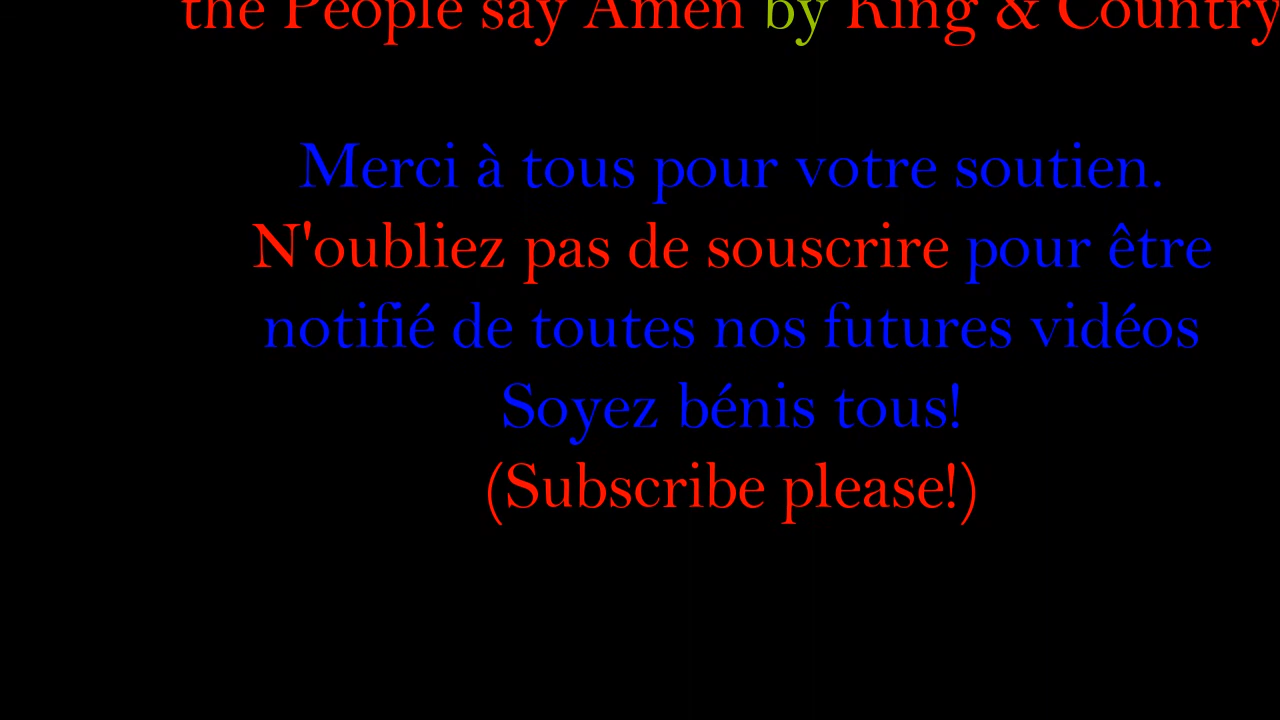 the People say Amen by King & Country
Merci à tous pour votre soutien.
N'oubliez pas de souscrire pour être
notifié de toutes nos futures vidéos
Soyez bénis tous!
(Subscribe please!)